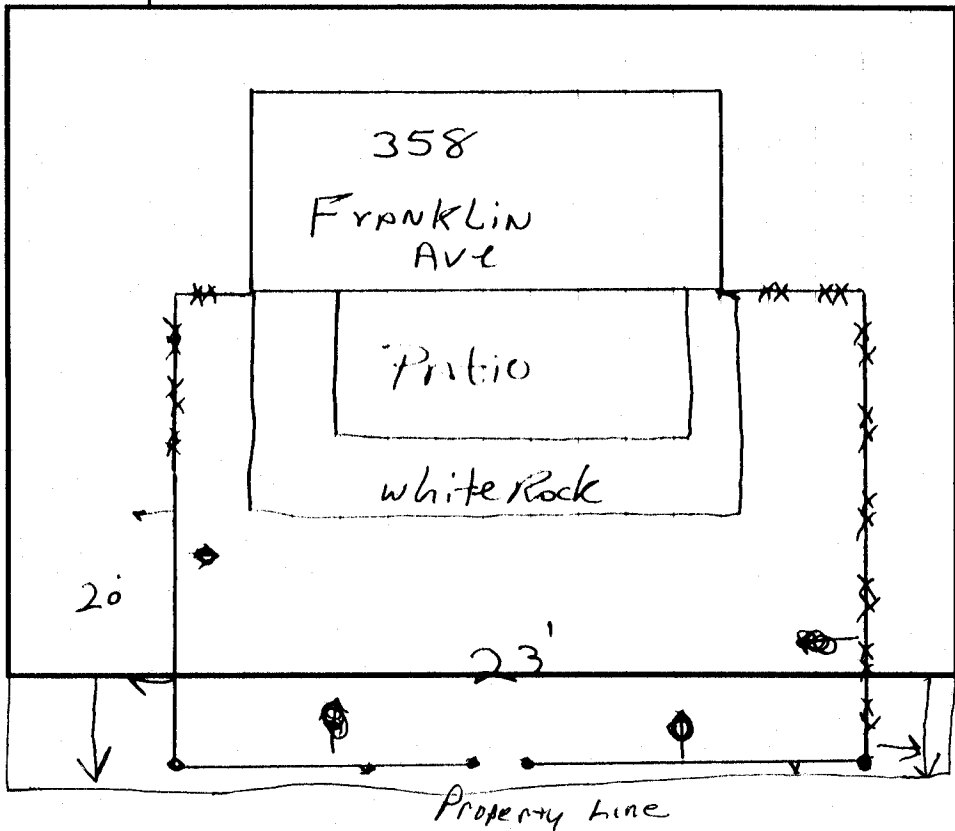 358
FRANKLIN
AVE
Patio
white Rock
20'
23'
Property Line